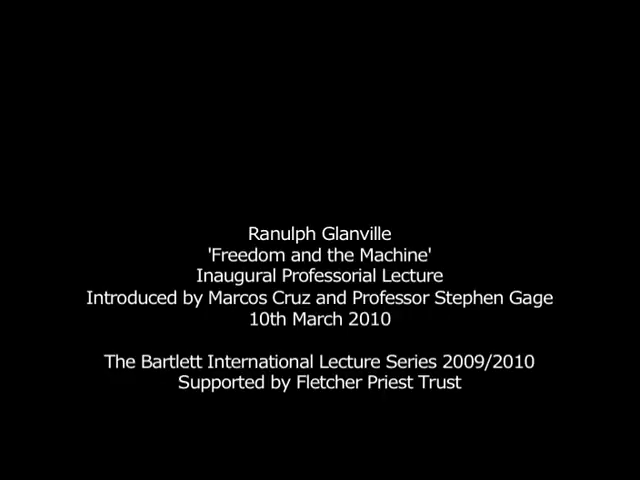 Ranulph Glanville
'Freedom and the Machine'
Inaugural Professorial Lecture
Introduced by Marcos Cruz and Professor Stephen Gage
10th March 2010
The Bartlett International Lecture Series 2009/2010
Supported by Fletcher Priest Trust